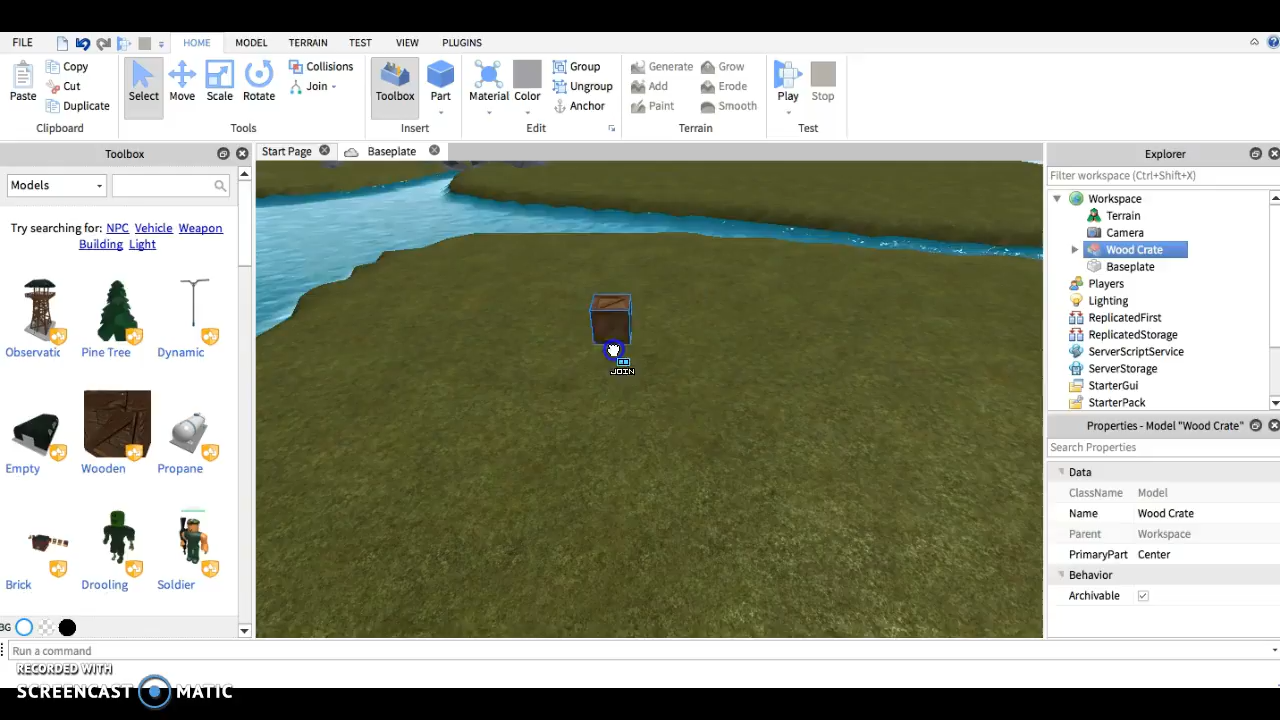 FILE HOME MODEL TERRAIN TEST VIEW PLUGINS
Paste
Copy
Cut
Duplicate
Clipboard
Select
Move
Scale
Rotate
Collisions
Join
Tools
Toolbox
Part
Insert
Material
Color
Group
Ungroup
Anchor
Edit
Generate
Add
Paint
Grow
Erode
Smooth
Terrain
Play
Stop
Test
Toolbox
Models
Try searching for: NPC Vehicle Weapon
Building Light
Observatic Pine Tree Dynamic
Empty Wooden Propane
Brick Drooling Soldier
BG
Start Page
Baseplate
JOIN
Explorer
Filter workspace (Ctrl+Shift+X)
Workspace
Terrain
Camera
Wood Crate
Baseplate
Players
Lighting
ReplicatedFirst
ReplicatedStorage
ServerScriptService
ServerStorage
StarterGui
StarterPack
Properties - Model "Wood Crate"
Search Properties
Data
ClassName Model
Name Wood Crate
Parent Workspace
PrimaryPart Center
Behavior
Archivable
Run a command
RECORDED WITH
SCREENCAST MATIC